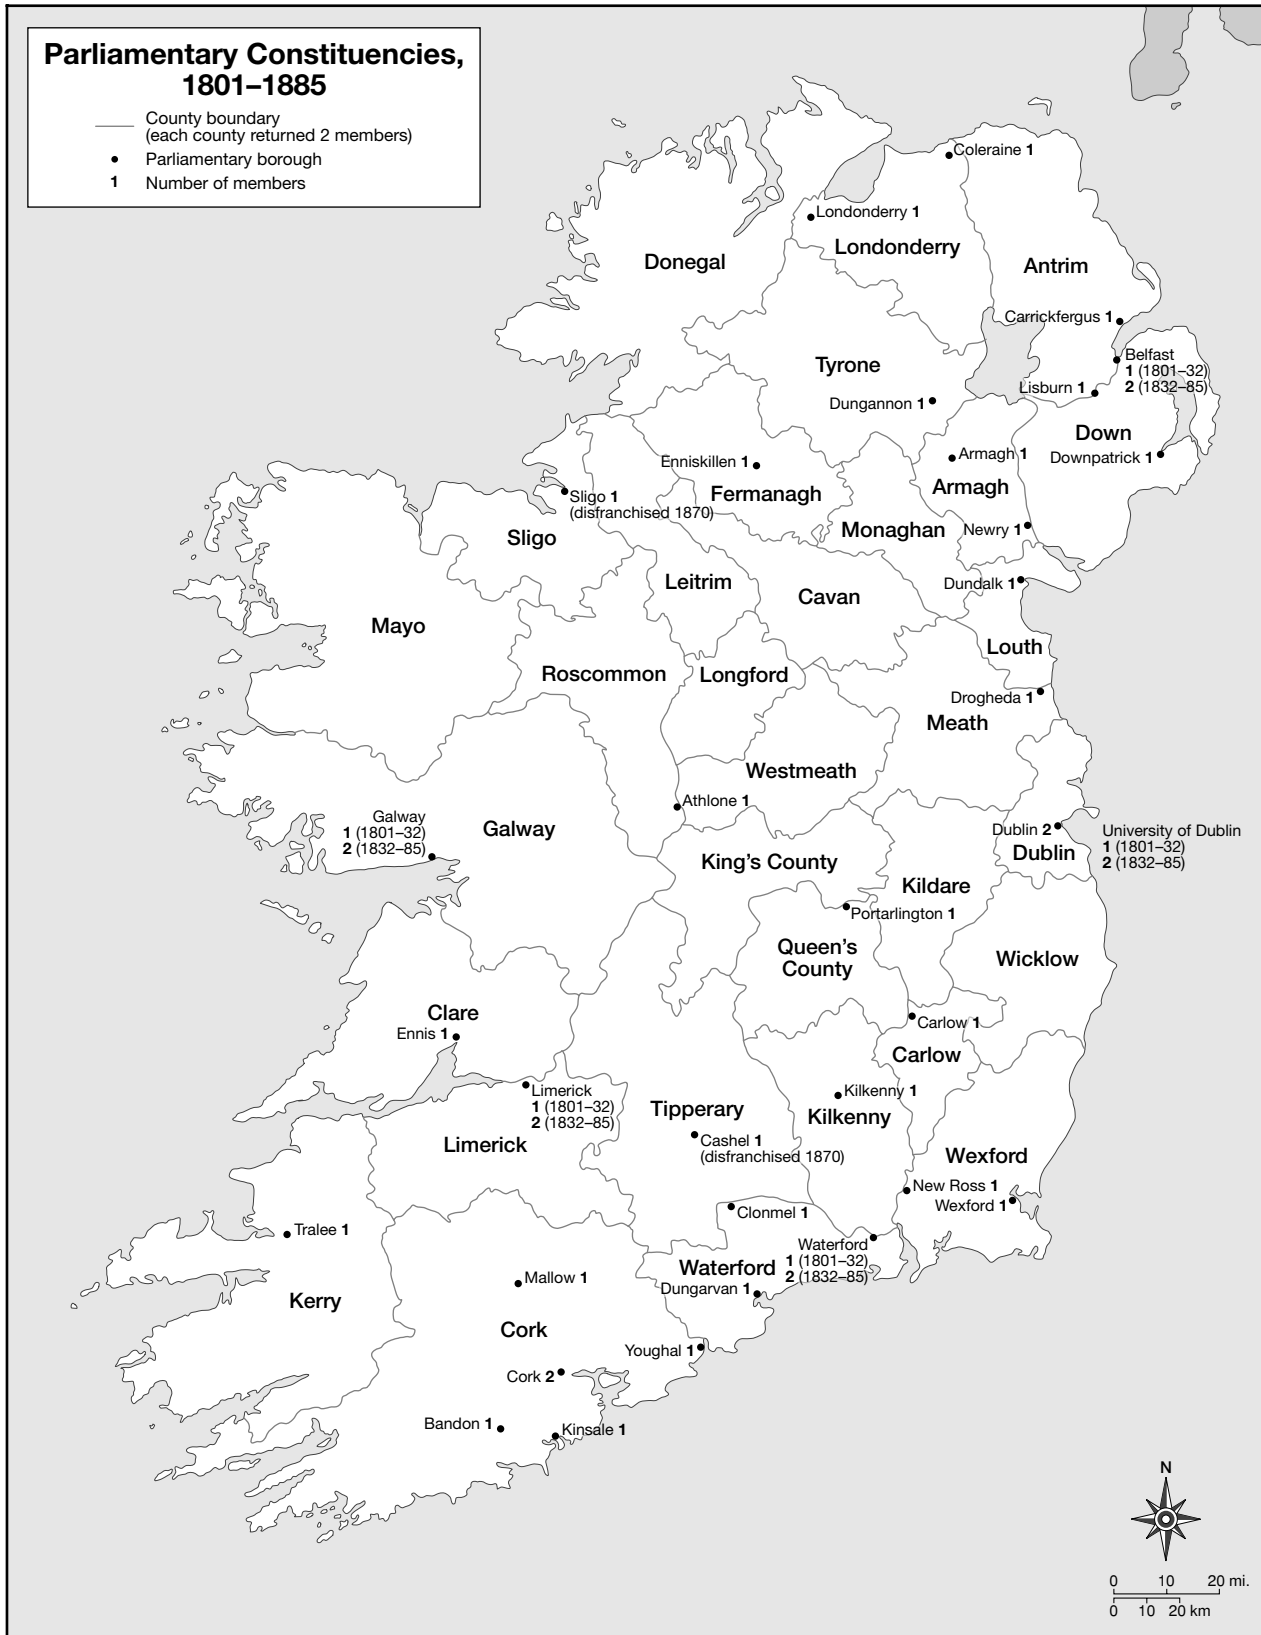 Parliamentary Constituencies,
1801–1885
County boundary
(each county returned 2 members)
Parliamentary borough
1 Number of members
Coleraine 1
Londonderry 1
Londonderry
Donegal
Antrim
Carrickfergus 1
Belfast
1 (1801–32)
2 (1832–85)
Tyrone
Lisburn 1
Dungannon 1
Down
Armagh 1
Downpatrick 1
Enniskillen 1
Armagh
Fermanagh
Sligo 1
(disfranchised 1870)
Monaghan
Newry 1
Sligo
Leitrim
Dundalk 1
Cavan
Mayo
Louth
Roscommon
Longford
Drogheda 1
Meath
Westmeath
Athlone 1
Galway
1 (1801–32)
2 (1832–85)
Galway
Dublin 2
Dublin
University of Dublin
1 (1801–32)
2 (1832–85)
King's County
Kildare
Portarlington 1
Queen's
County
Wicklow
Clare
Ennis 1
Carlow 1
Carlow
Limerick
1 (1801–32)
2 (1832–85)
Kilkenny 1
Kilkenny
Tipperary
Limerick
Cashel 1
(disfranchised 1870)
Wexford
New Ross 1
Wexford 1
Clonmel 1
Tralee 1
Waterford
1 (1801–32)
2 (1832–85)
Waterford
Mallow 1
Dungarvan 1
Kerry
Cork
Youghal 1
Cork 2
Bandon 1
Kinsale 1
N
0 10 20 mi.
0 10 20 km